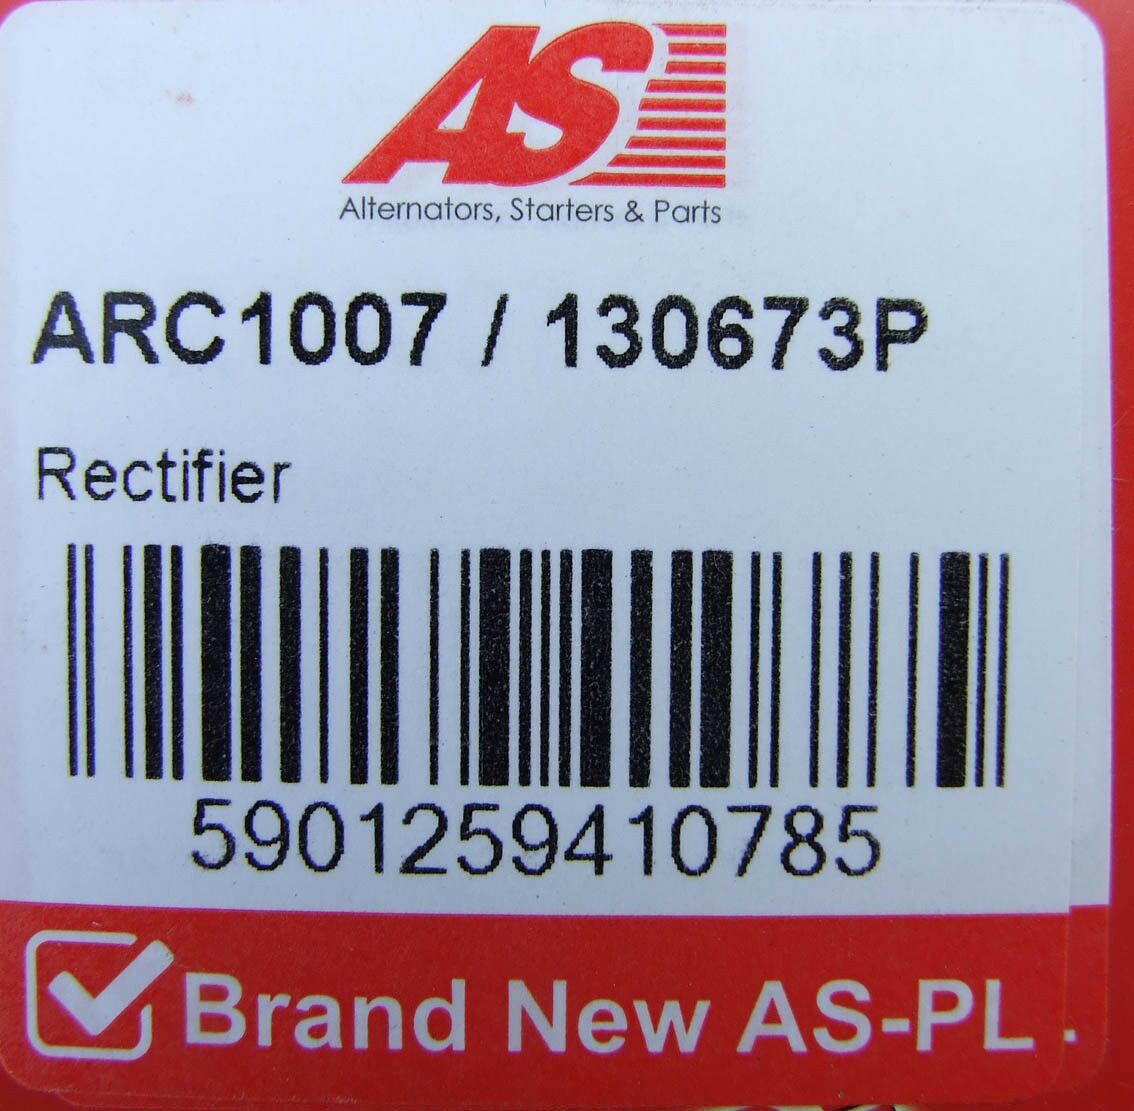 AS
Alternators, Starters & Parts
ARC1007 / 130673P
Rectifier
5901259410785
Brand New AS-PL